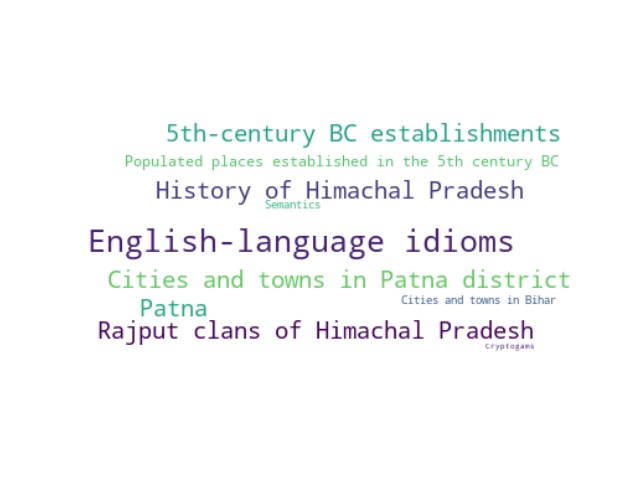 5th-century BC establishments
Populated places established in the 5th century BC
History of Himachal Pradesh
Semantics
English-language idioms
Cities and towns in Patna district
Cities and towns in Bihar
Patna
Rajput clans of Himachal Pradesh
Cryptogams